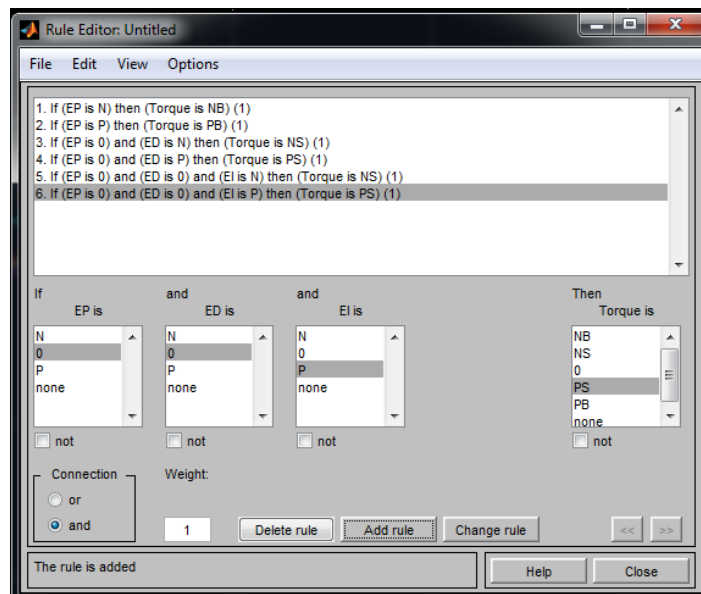 Rule Editor: Untitled
File Edit View Options
1. If (EP is N) then (Torque is NB) (1)
2. If (EP is P) then (Torque is PB) (1)
3. If (EP is 0) and (ED is N) then (Torque is NS) (1)
4. If (EP is 0) and (ED is P) then (Torque is PS) (1)
5. If (EP is 0) and (ED is 0) and (EI is N) then (Torque is NS) (1)
6. If (EP is 0) and (ED is 0) and (EI is P) then (Torque is PS) (1)
If and and Then
EP is ED is EI is Torque is
N N N NB
0 0 0 NS
P P P 0
none none none PS
PB
none
not not not not
Connection Weight:
or
and 1 Delete rule Add rule Change rule << >>
The rule is added Help Close